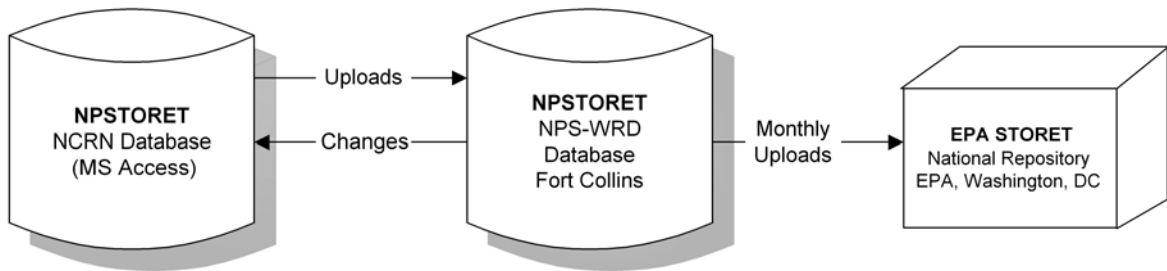 NPSTORET
NCRN Database
(MS Access)
Uploads
Changes
NPSTORET
NPS-WRD
Database
Fort Collins
Monthly
Uploads
EPA STORET
National Repository
EPA, Washington, DC